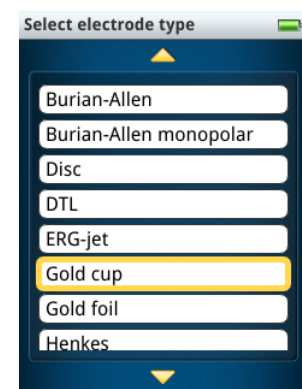 Select electrode type
Burian-Allen
Burian-Allen monopolar
Disc
DTL
ERG-jet
Gold cup
Gold foil
Henkes